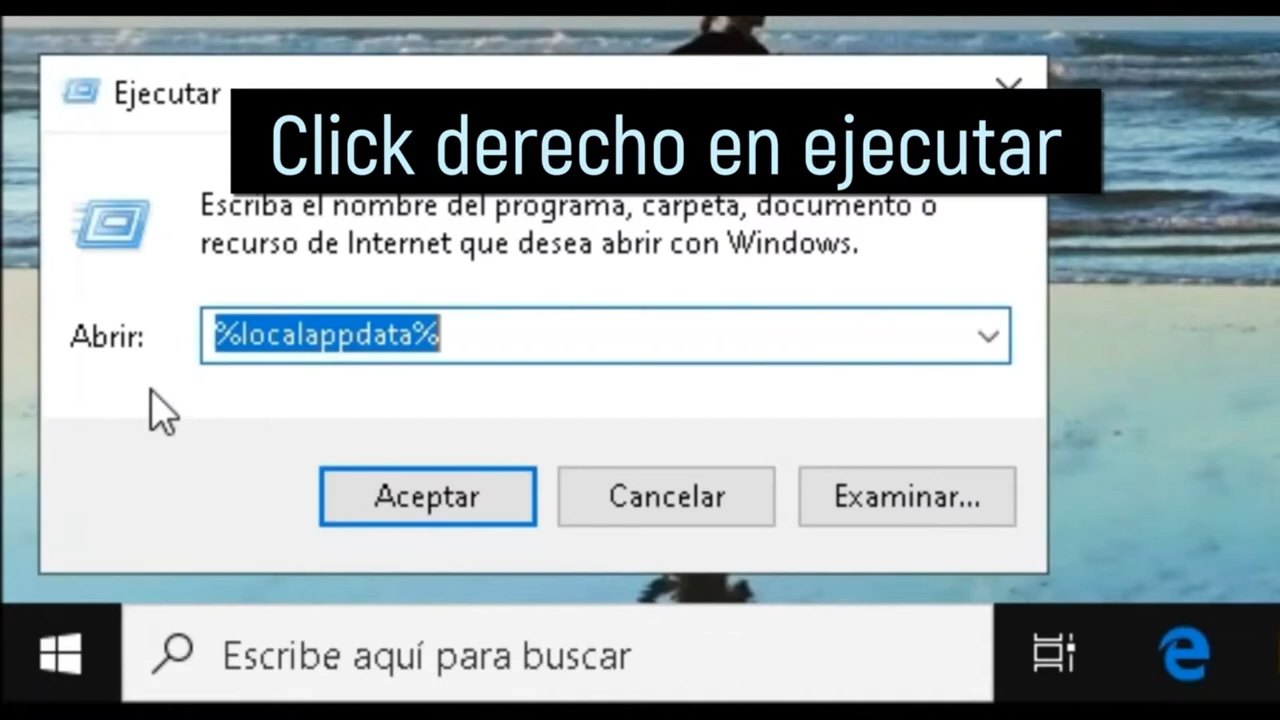 Ejecutar
Click derecho en ejecutar
Escriba el nombre del programa, carpeta, documento o
recurso de Internet que desea abrir con Windows.
Abrir:
%localappdata%
Aceptar
Cancelar
Examinar...
Escribe aquí para buscar